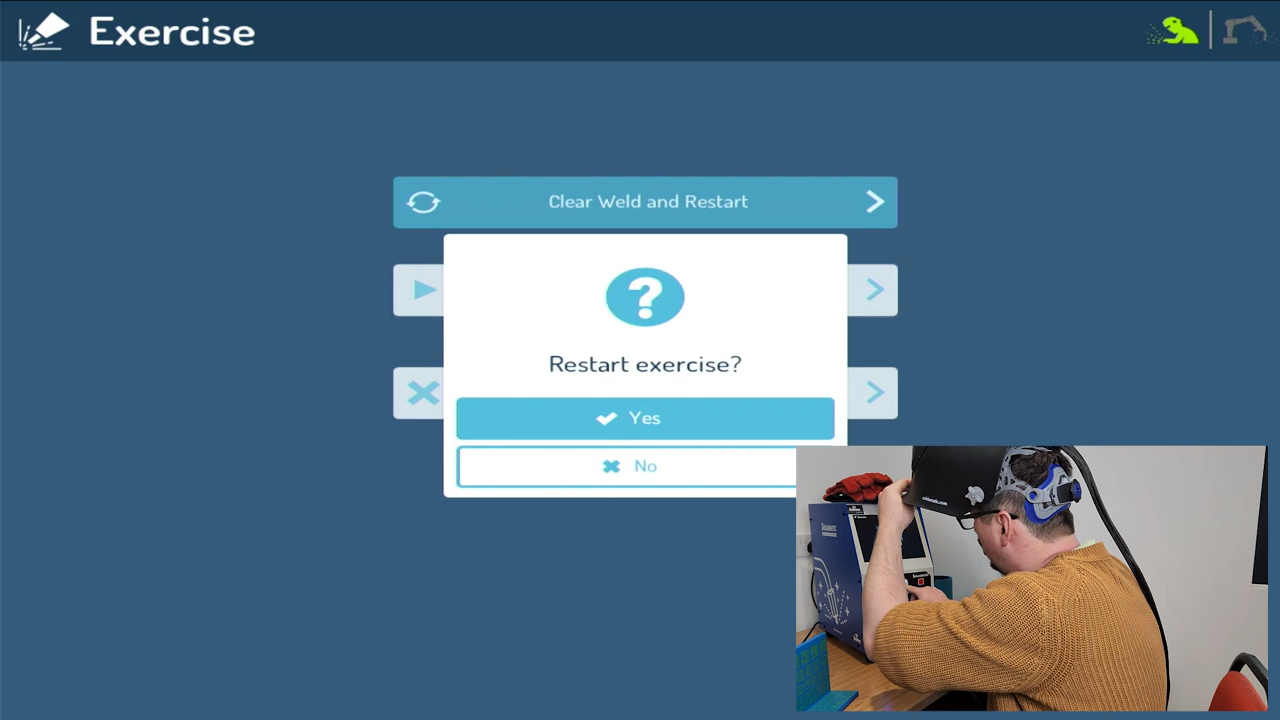 Exercise
Clear Weld and Restart
Restart exercise?
Yes
No